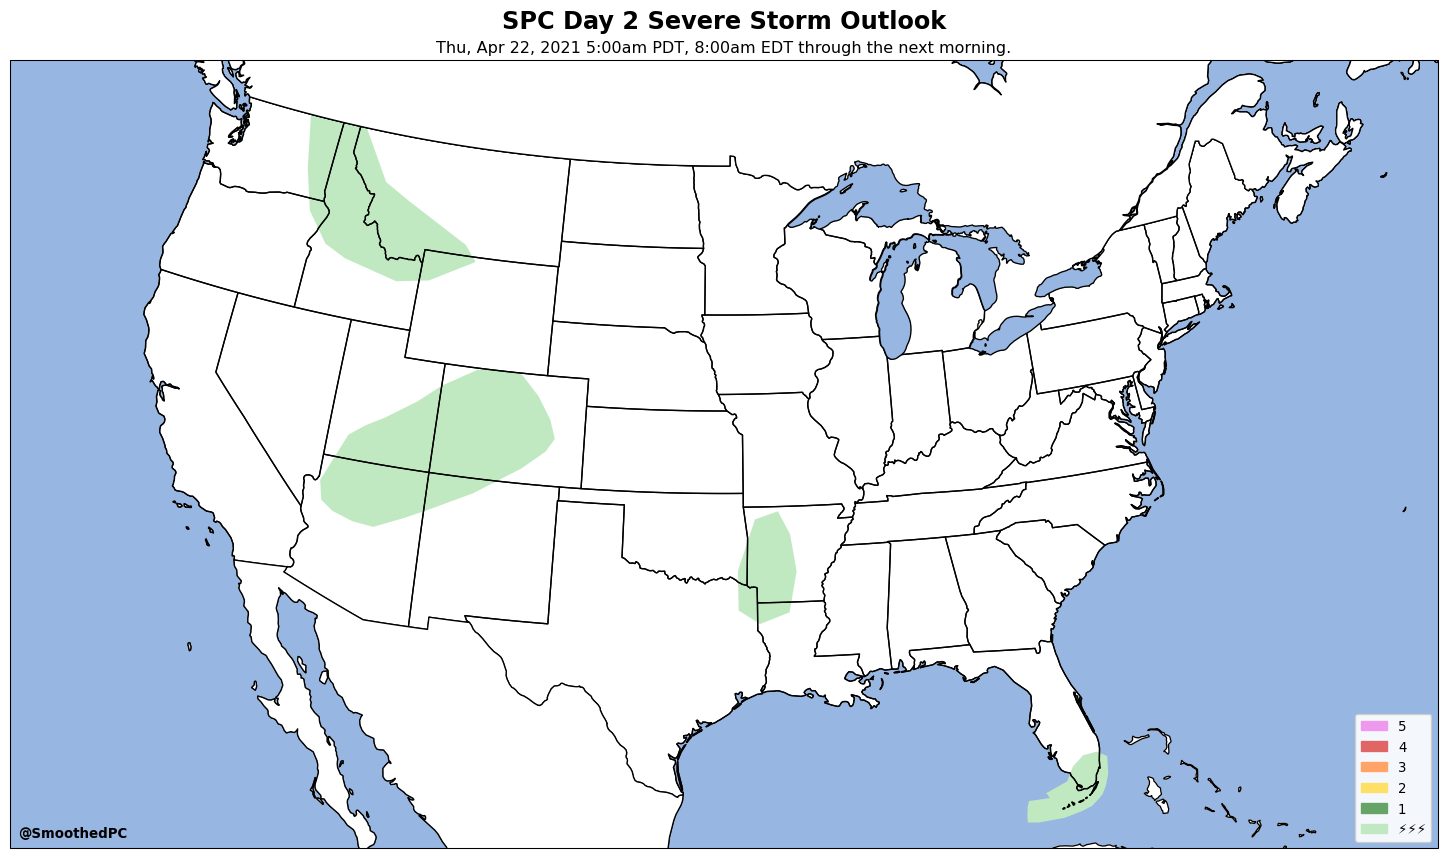 SPC Day 2 Severe Storm Outlook
Thu, Apr 22, 2021 5:00am PDT, 8:00am EDT through the next morning.
5
4
3
2
1
⚡⚡⚡
@SmoothedPC